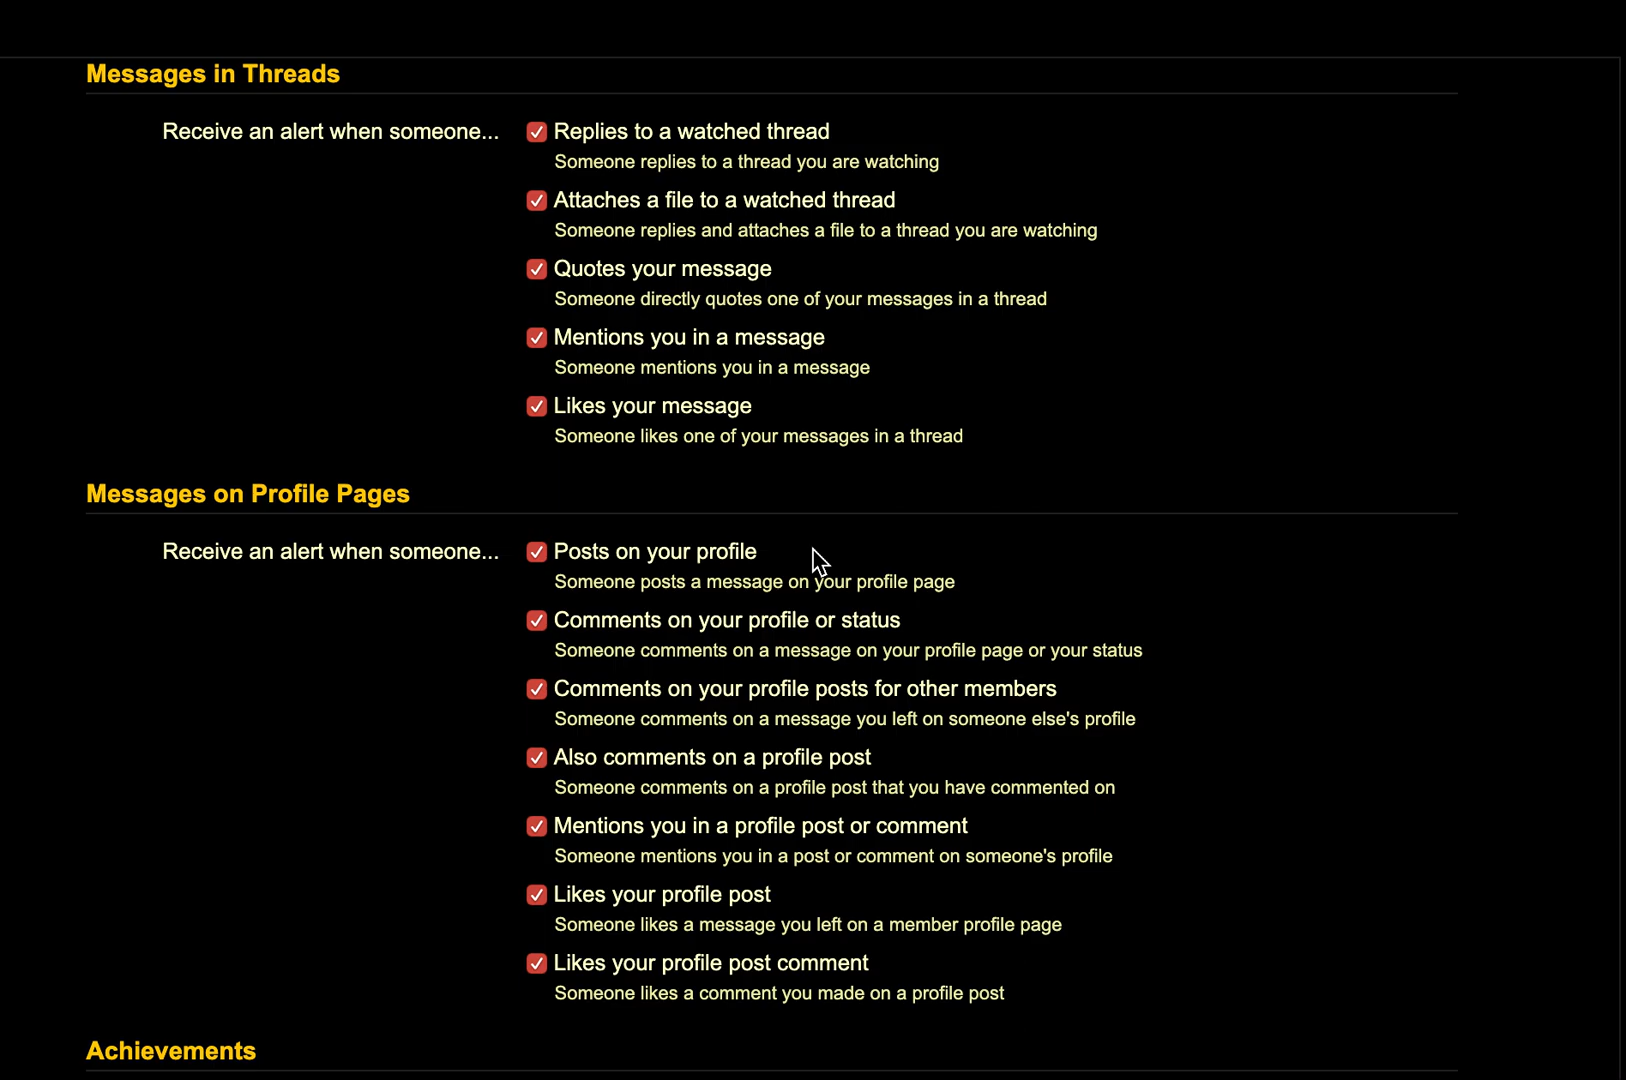 Messages in Threads
Receive an alert when someone...
Replies to a watched thread
Someone replies to a thread you are watching
Attaches a file to a watched thread
Someone replies and attaches a file to a thread you are watching
Quotes your message
Someone directly quotes one of your messages in a thread
Mentions you in a message
Someone mentions you in a message
Likes your message
Someone likes one of your messages in a thread
Messages on Profile Pages
Receive an alert when someone...
Posts on your profile
Someone posts a message on your profile page
Comments on your profile or status
Someone comments on a message on your profile page or your status
Comments on your profile posts for other members
Someone comments on a message you left on someone else's profile
Also comments on a profile post
Someone comments on a profile post that you have commented on
Mentions you in a profile post or comment
Someone mentions you in a post or comment on someone's profile
Likes your profile post
Someone likes a message you left on a member profile page
Likes your profile post comment
Someone likes a comment you made on a profile post
Achievements